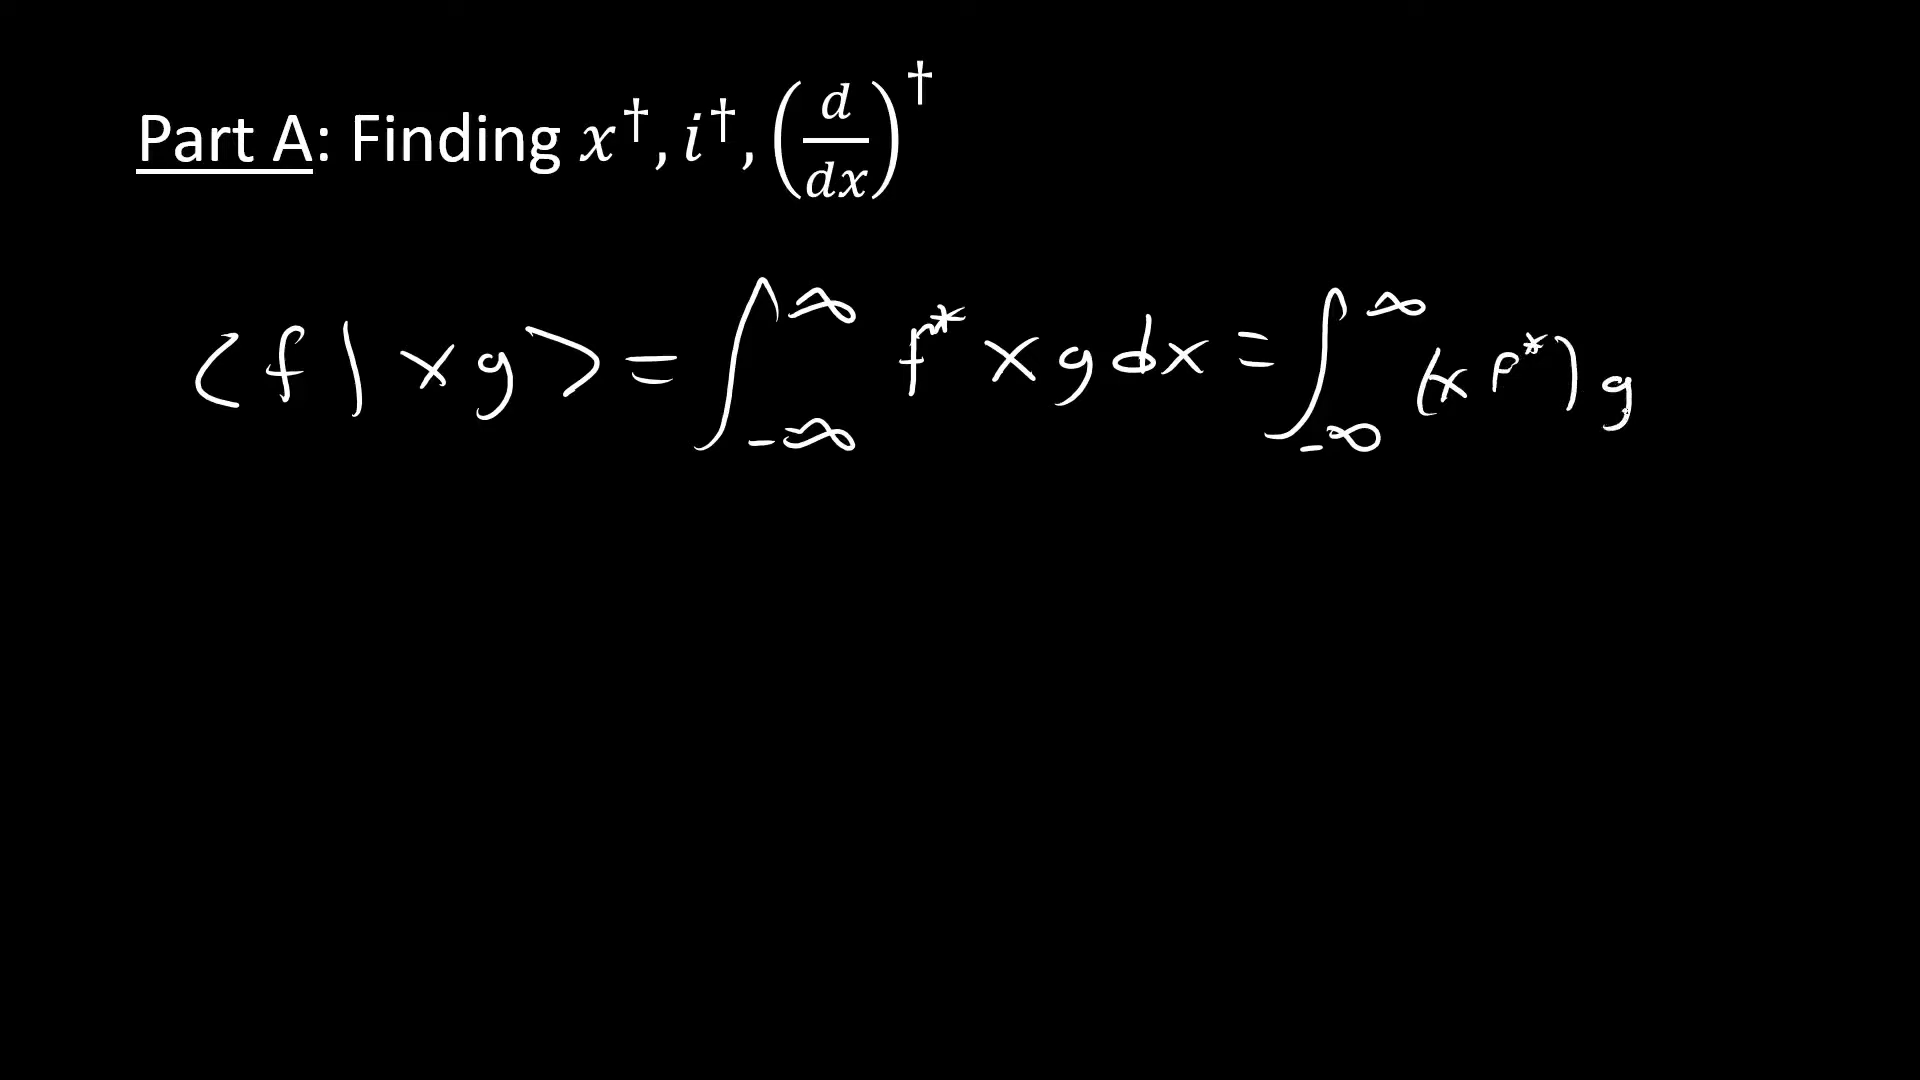 Part A: Finding x†, i†, (d/dx)†
⟨f|xg⟩ = ∫_{-∞}^{∞} f* x g dx = ∫_{-∞}^{∞} (x f*) g